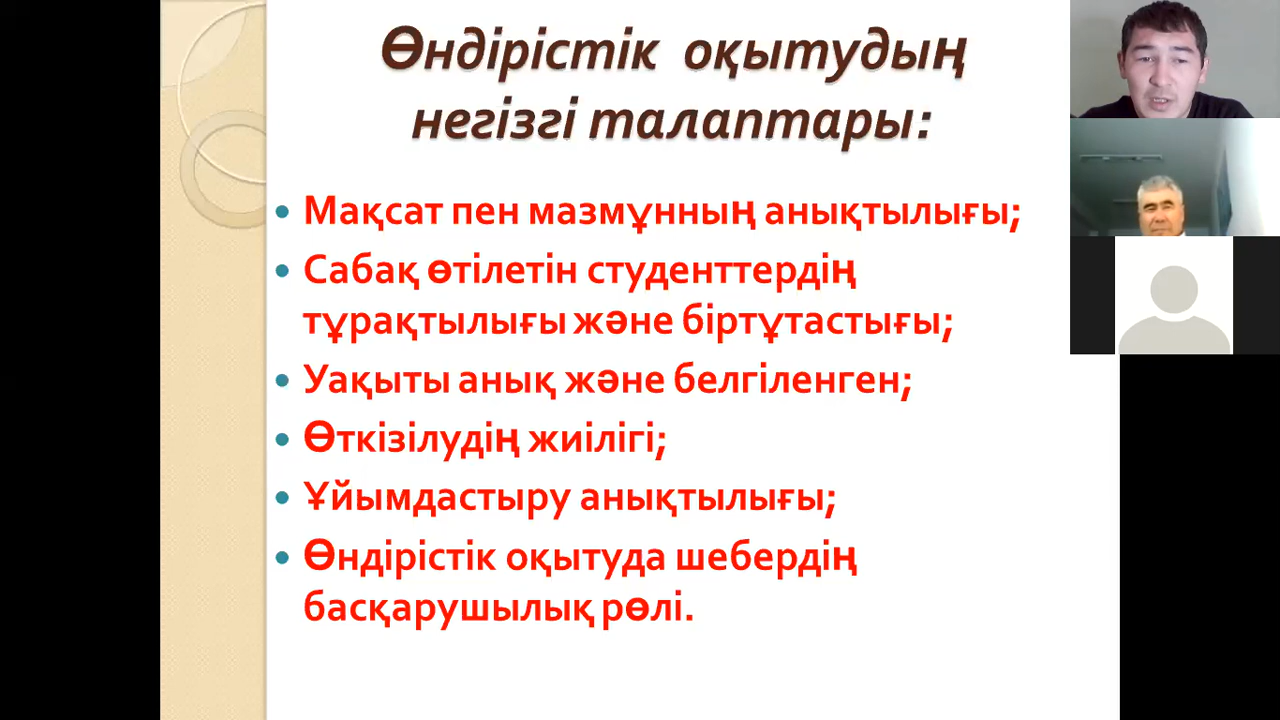 Өндірістік оқытудың
негізгі талаптары:
• Мақсат пен мазмұнның анықтылығы;
• Сабақ өтілетін студенттердің
тұрақтылығы және біртұтастығы;
• Уақыты анық және белгіленген;
• Өткізілудің жиілігі;
• Ұйымдастыру анықтылығы;
• Өндірістік оқытуда шебердің
басқарушылық рөлі.